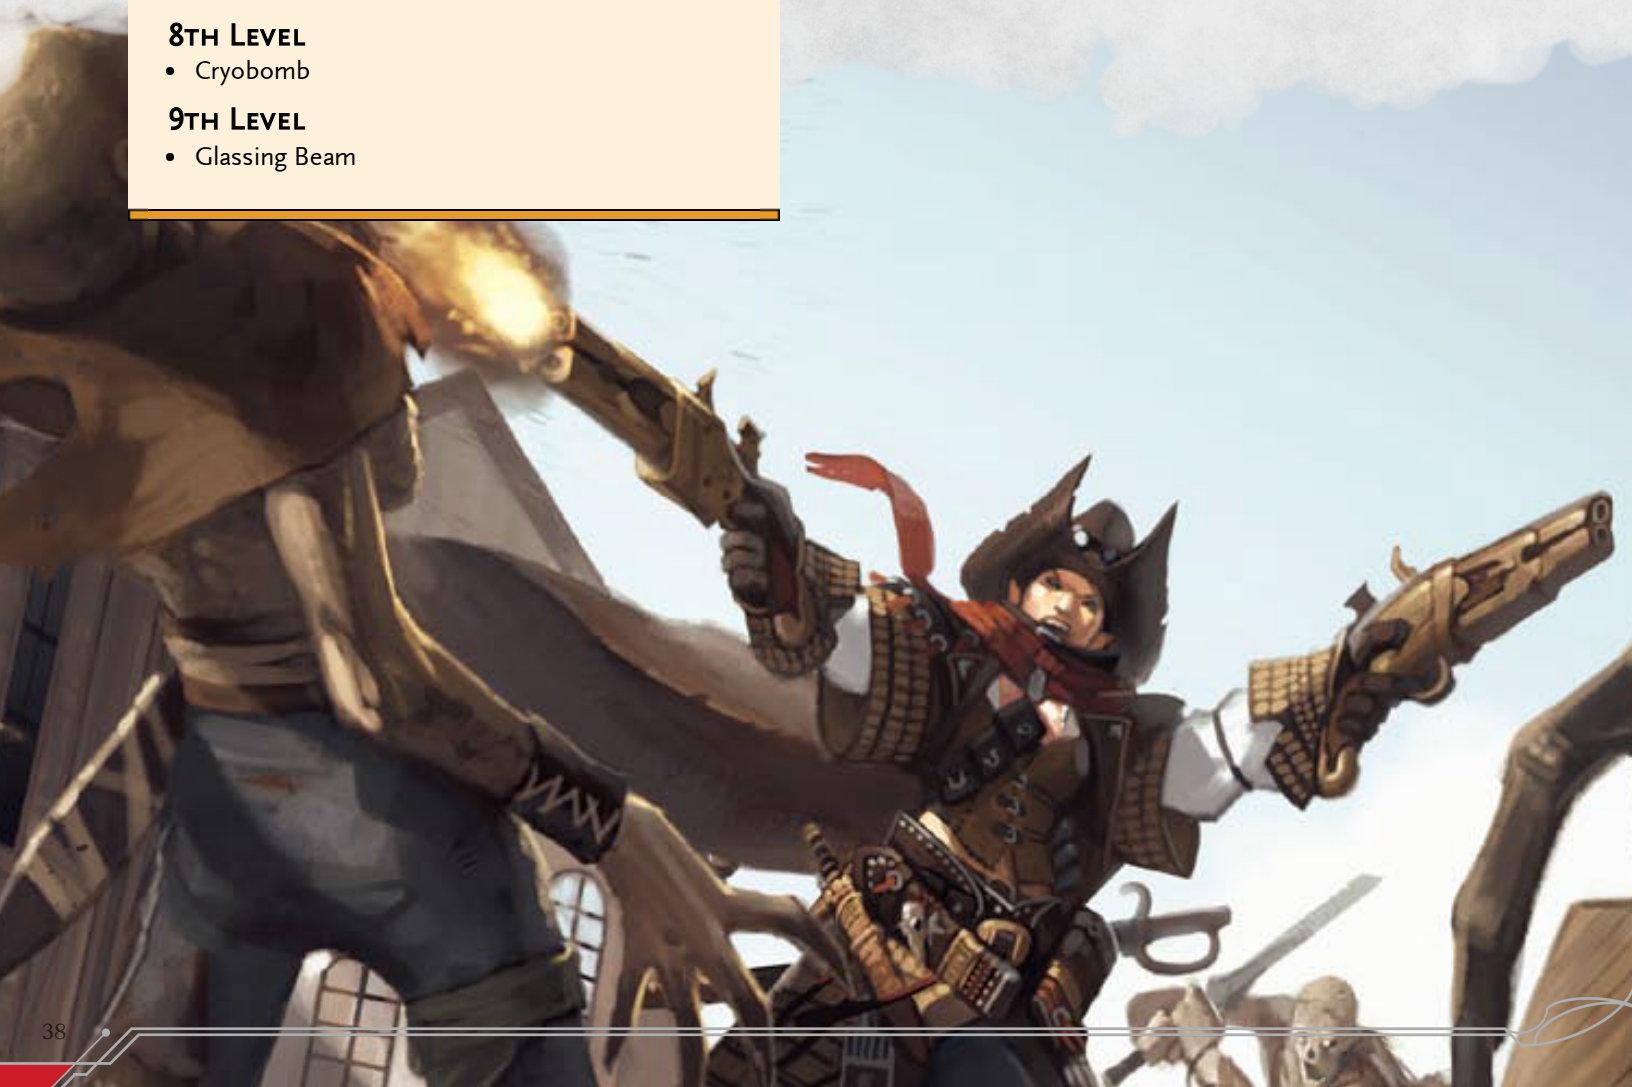 8th Level
• Cryobomb
9th Level
• Glassing Beam
38